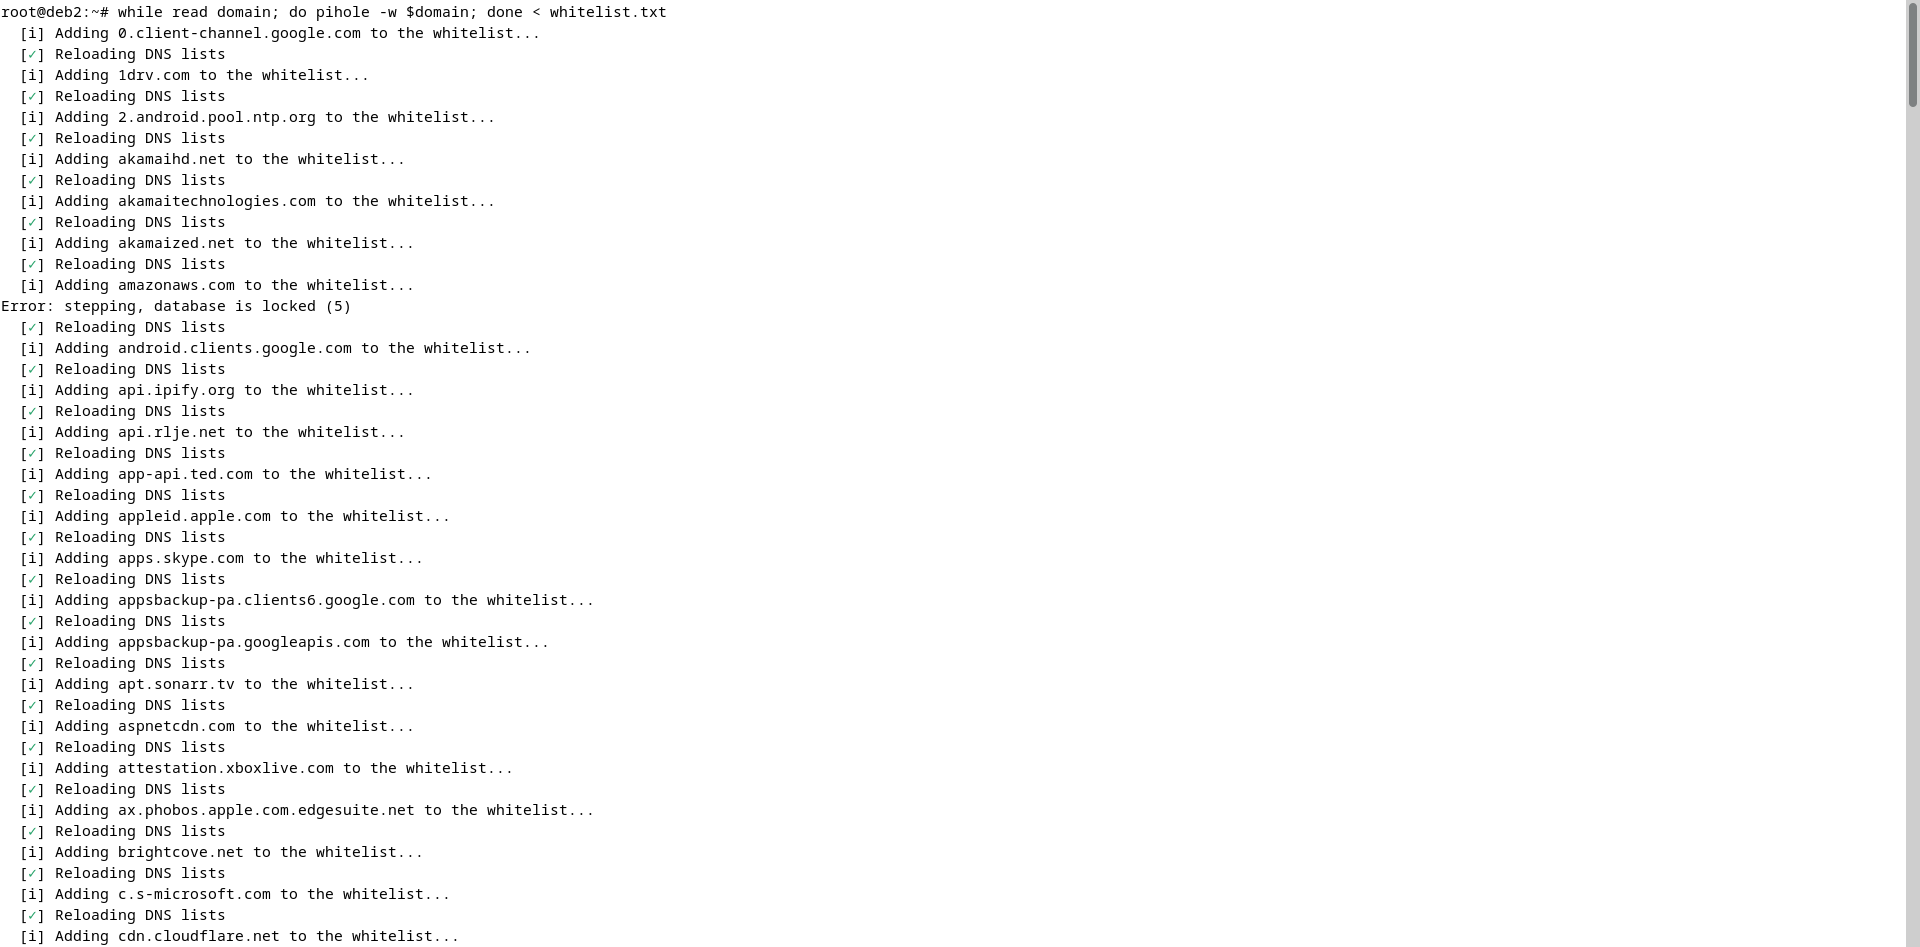 root@deb2:~# while read domain; do pihole -w $domain; done < whitelist.txt
  [i] Adding 0.client-channel.google.com to the whitelist...
  [✓] Reloading DNS lists
  [i] Adding 1drv.com to the whitelist...
  [✓] Reloading DNS lists
  [i] Adding 2.android.pool.ntp.org to the whitelist...
  [✓] Reloading DNS lists
  [i] Adding akamaihd.net to the whitelist...
  [✓] Reloading DNS lists
  [i] Adding akamaitechnologies.com to the whitelist...
  [✓] Reloading DNS lists
  [i] Adding akamaized.net to the whitelist...
  [✓] Reloading DNS lists
  [i] Adding amazonaws.com to the whitelist...
Error: stepping, database is locked (5)
  [✓] Reloading DNS lists
  [i] Adding android.clients.google.com to the whitelist...
  [✓] Reloading DNS lists
  [i] Adding api.ipify.org to the whitelist...
  [✓] Reloading DNS lists
  [i] Adding api.rlje.net to the whitelist...
  [✓] Reloading DNS lists
  [i] Adding app-api.ted.com to the whitelist...
  [✓] Reloading DNS lists
  [i] Adding appleid.apple.com to the whitelist...
  [✓] Reloading DNS lists
  [i] Adding apps.skype.com to the whitelist...
  [✓] Reloading DNS lists
  [i] Adding appsbackup-pa.clients6.google.com to the whitelist...
  [✓] Reloading DNS lists
  [i] Adding appsbackup-pa.googleapis.com to the whitelist...
  [✓] Reloading DNS lists
  [i] Adding apt.sonarr.tv to the whitelist...
  [✓] Reloading DNS lists
  [i] Adding aspnetcdn.com to the whitelist...
  [✓] Reloading DNS lists
  [i] Adding attestation.xboxlive.com to the whitelist...
  [✓] Reloading DNS lists
  [i] Adding ax.phobos.apple.com.edgesuite.net to the whitelist...
  [✓] Reloading DNS lists
  [i] Adding brightcove.net to the whitelist...
  [✓] Reloading DNS lists
  [i] Adding c.s-microsoft.com to the whitelist...
  [✓] Reloading DNS lists
  [i] Adding cdn.cloudflare.net to the whitelist...